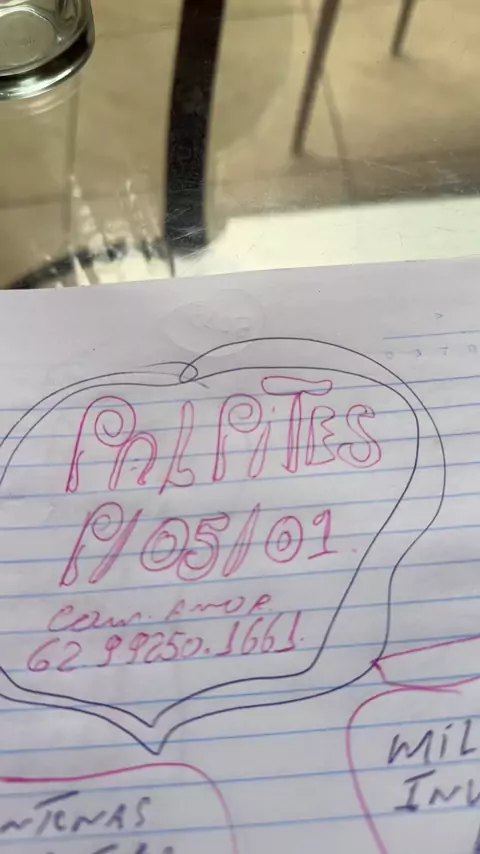 PALPITES
P/05/01.
COM. AMOR.
62 99250.1661.
MIL
INV
NTENAS